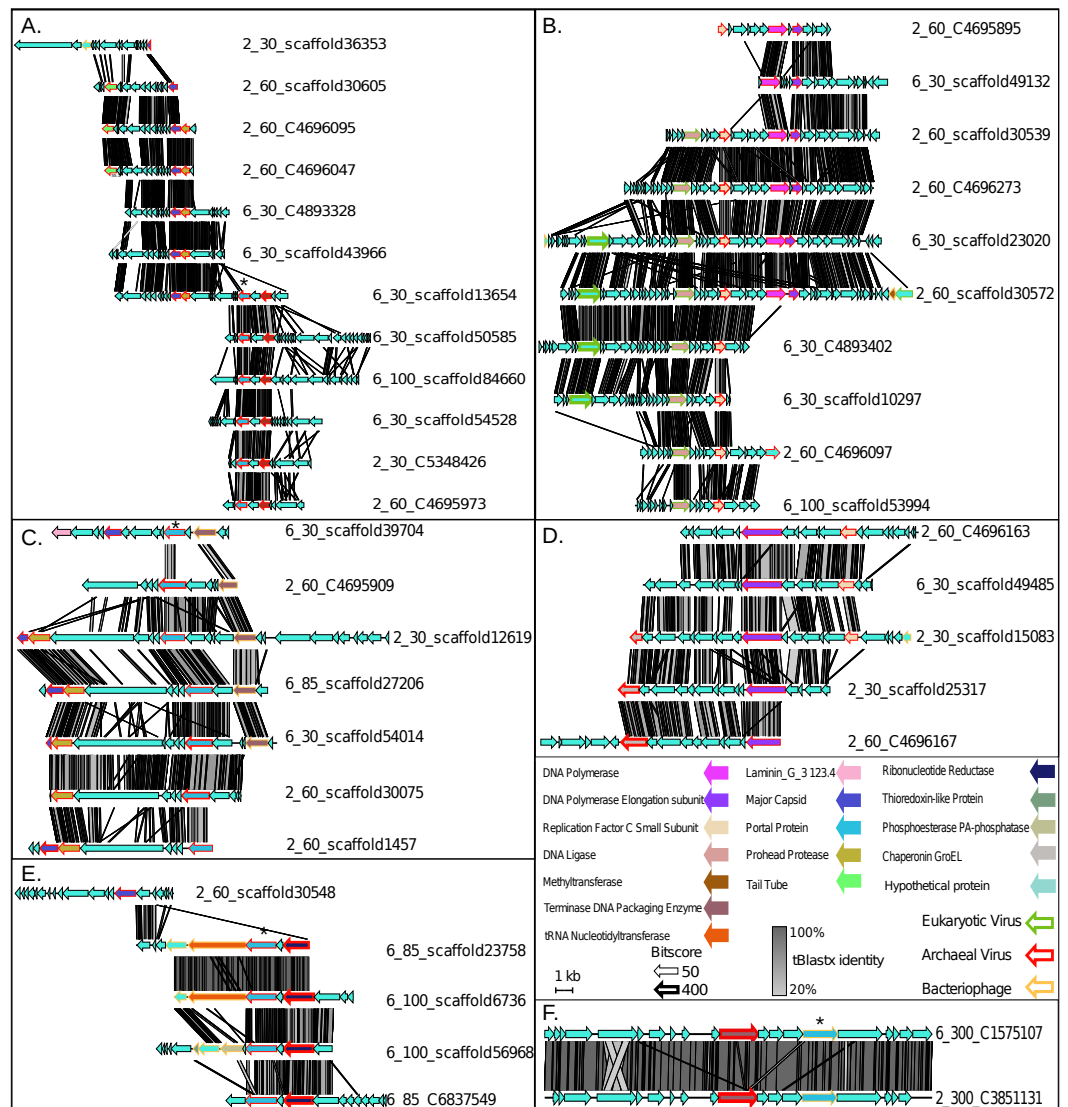 A.
2_30_scaffold36353
2_60_scaffold30605
2_60_C4696095
2_60_C4696047
6_30_C4893328
6_30_scaffold43966
*
6_30_scaffold13654
6_30_scaffold50585
6_100_scaffold84660
6_30_scaffold54528
2_30_C5348426
2_60_C4695973
B.
2_60_C4695895
6_30_scaffold49132
2_60_scaffold30539
2_60_C4696273
6_30_scaffold23020
2_60_scaffold30572
6_30_C4893402
6_30_scaffold10297
2_60_C4696097
6_100_scaffold53994
C.
*
6_30_scaffold39704
2_60_C4695909
2_30_scaffold12619
6_85_scaffold27206
6_30_scaffold54014
2_60_scaffold30075
2_60_scaffold1457
D.
2_60_C4696163
6_30_scaffold49485
2_30_scaffold15083
2_30_scaffold25317
2_60_C4696167
DNA Polymerase
DNA Polymerase Elongation subunit
Replication Factor C Small Subunit
DNA Ligase
Methyltransferase
Terminase DNA Packaging Enzyme
tRNA Nucleotidyltransferase
Laminin_G_3 123.4
Major Capsid
Portal Protein
Prohead Protease
Tail Tube
Ribonucleotide Reductase
Thioredoxin-like Protein
Phosphoesterase PA-phosphatase
Chaperonin GroEL
Hypothetical protein
Eukaryotic Virus
Archaeal Virus
Bacteriophage
1 kb
Bitscore
50
400
100%
tBlastx identity
20%
E.
2_60_scaffold30548
*
6_85_scaffold23758
6_100_scaffold6736
6_100_scaffold56968
6_85_C6837549
F.
*
6_300_C1575107
2_300_C3851131